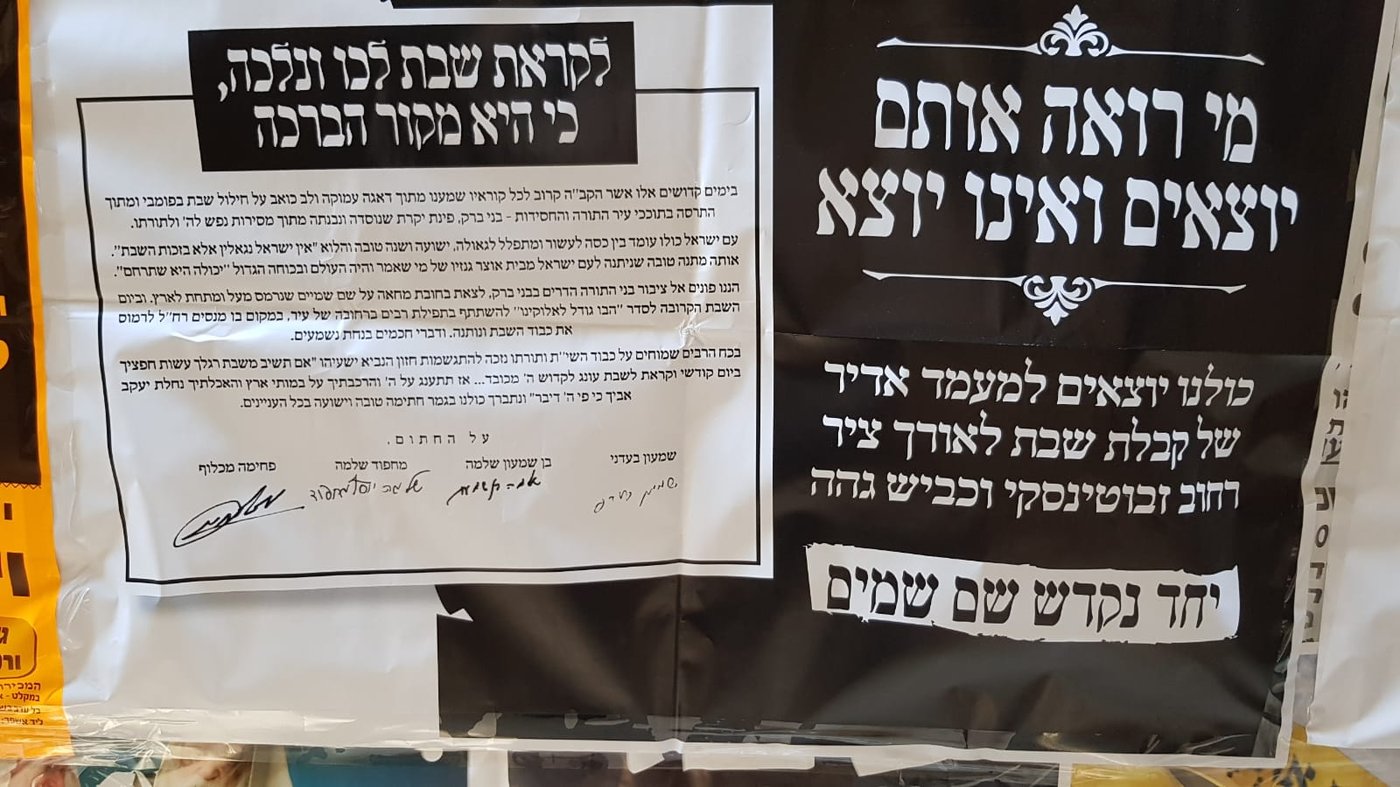 מי רואה אותם
יוצאים ואינו יוצא
כולנו יוצאים למעמד אדיר
של קבלת שבת לאורך ציר
רחוב זבוטינסקי וכביש גהה
יחד נקדש שם שמים
לקראת שבת לכו ונלכה,
כי היא מקור הברכה
בימים קדושים אלו אשר הקב"ה קרוב לכל קוראיו שמענו מתוך דאגה עמוקה ולב כואב על חילול שבת בפומבי ומתוך
התרסה בתוככי עיר התורה והחסידות - בני ברק, פינת יקרת שנוסדה ונבנתה מתוך מסירות נפש לה' ולתורתו.
עם ישראל כולו עומד בין כסה לעשור ומתפלל לגאולה, ישועה ושנה טובה והלוא "אין ישראל נגאלין אלא בזכות השבת".
אותה מתנה טובה שניתנה לעם ישראל מבית אוצר גנזיו של מי שאמר והיה העולם ובכוחה הגדול "יכולה היא שתרחם".
הננו פונים אל ציבור בני התורה הדרים בבני ברק, לצאת בחובת מחאה על שם שמיים שנרמס מעל ומתחת לארץ. וביום
השבת הקרובה לסדר "הבו גודל לאלוקינו" להשתתף בתפילת רבים ברחובה של עיר, במקום בו מנסים רח"ל לרמוס
את כבוד השבת ונותנה. ודברי חכמים בנחת נשמעים.
בכח הרבים שמוחים על כבוד השי"ת ותורתו נזכה להתגשמות חזון הנביא ישעיהו "אם תשיב משבת רגלך עשות חפציך
ביום קודשי וקראת לשבת עונג לקדוש ה' מכובד... אז תתענג על ה' והרכבתיך על במותי ארץ והאכלתיך נחלת יעקב
אביך כי פי ה' דיבר" ונתברך כולנו בגמר חתימה טובה וישועה בכל העניינים.
על החתום.
שמעון בעדני בן שמעון שלמה מחפוד שלמה פחימה מכלוף
המכירה